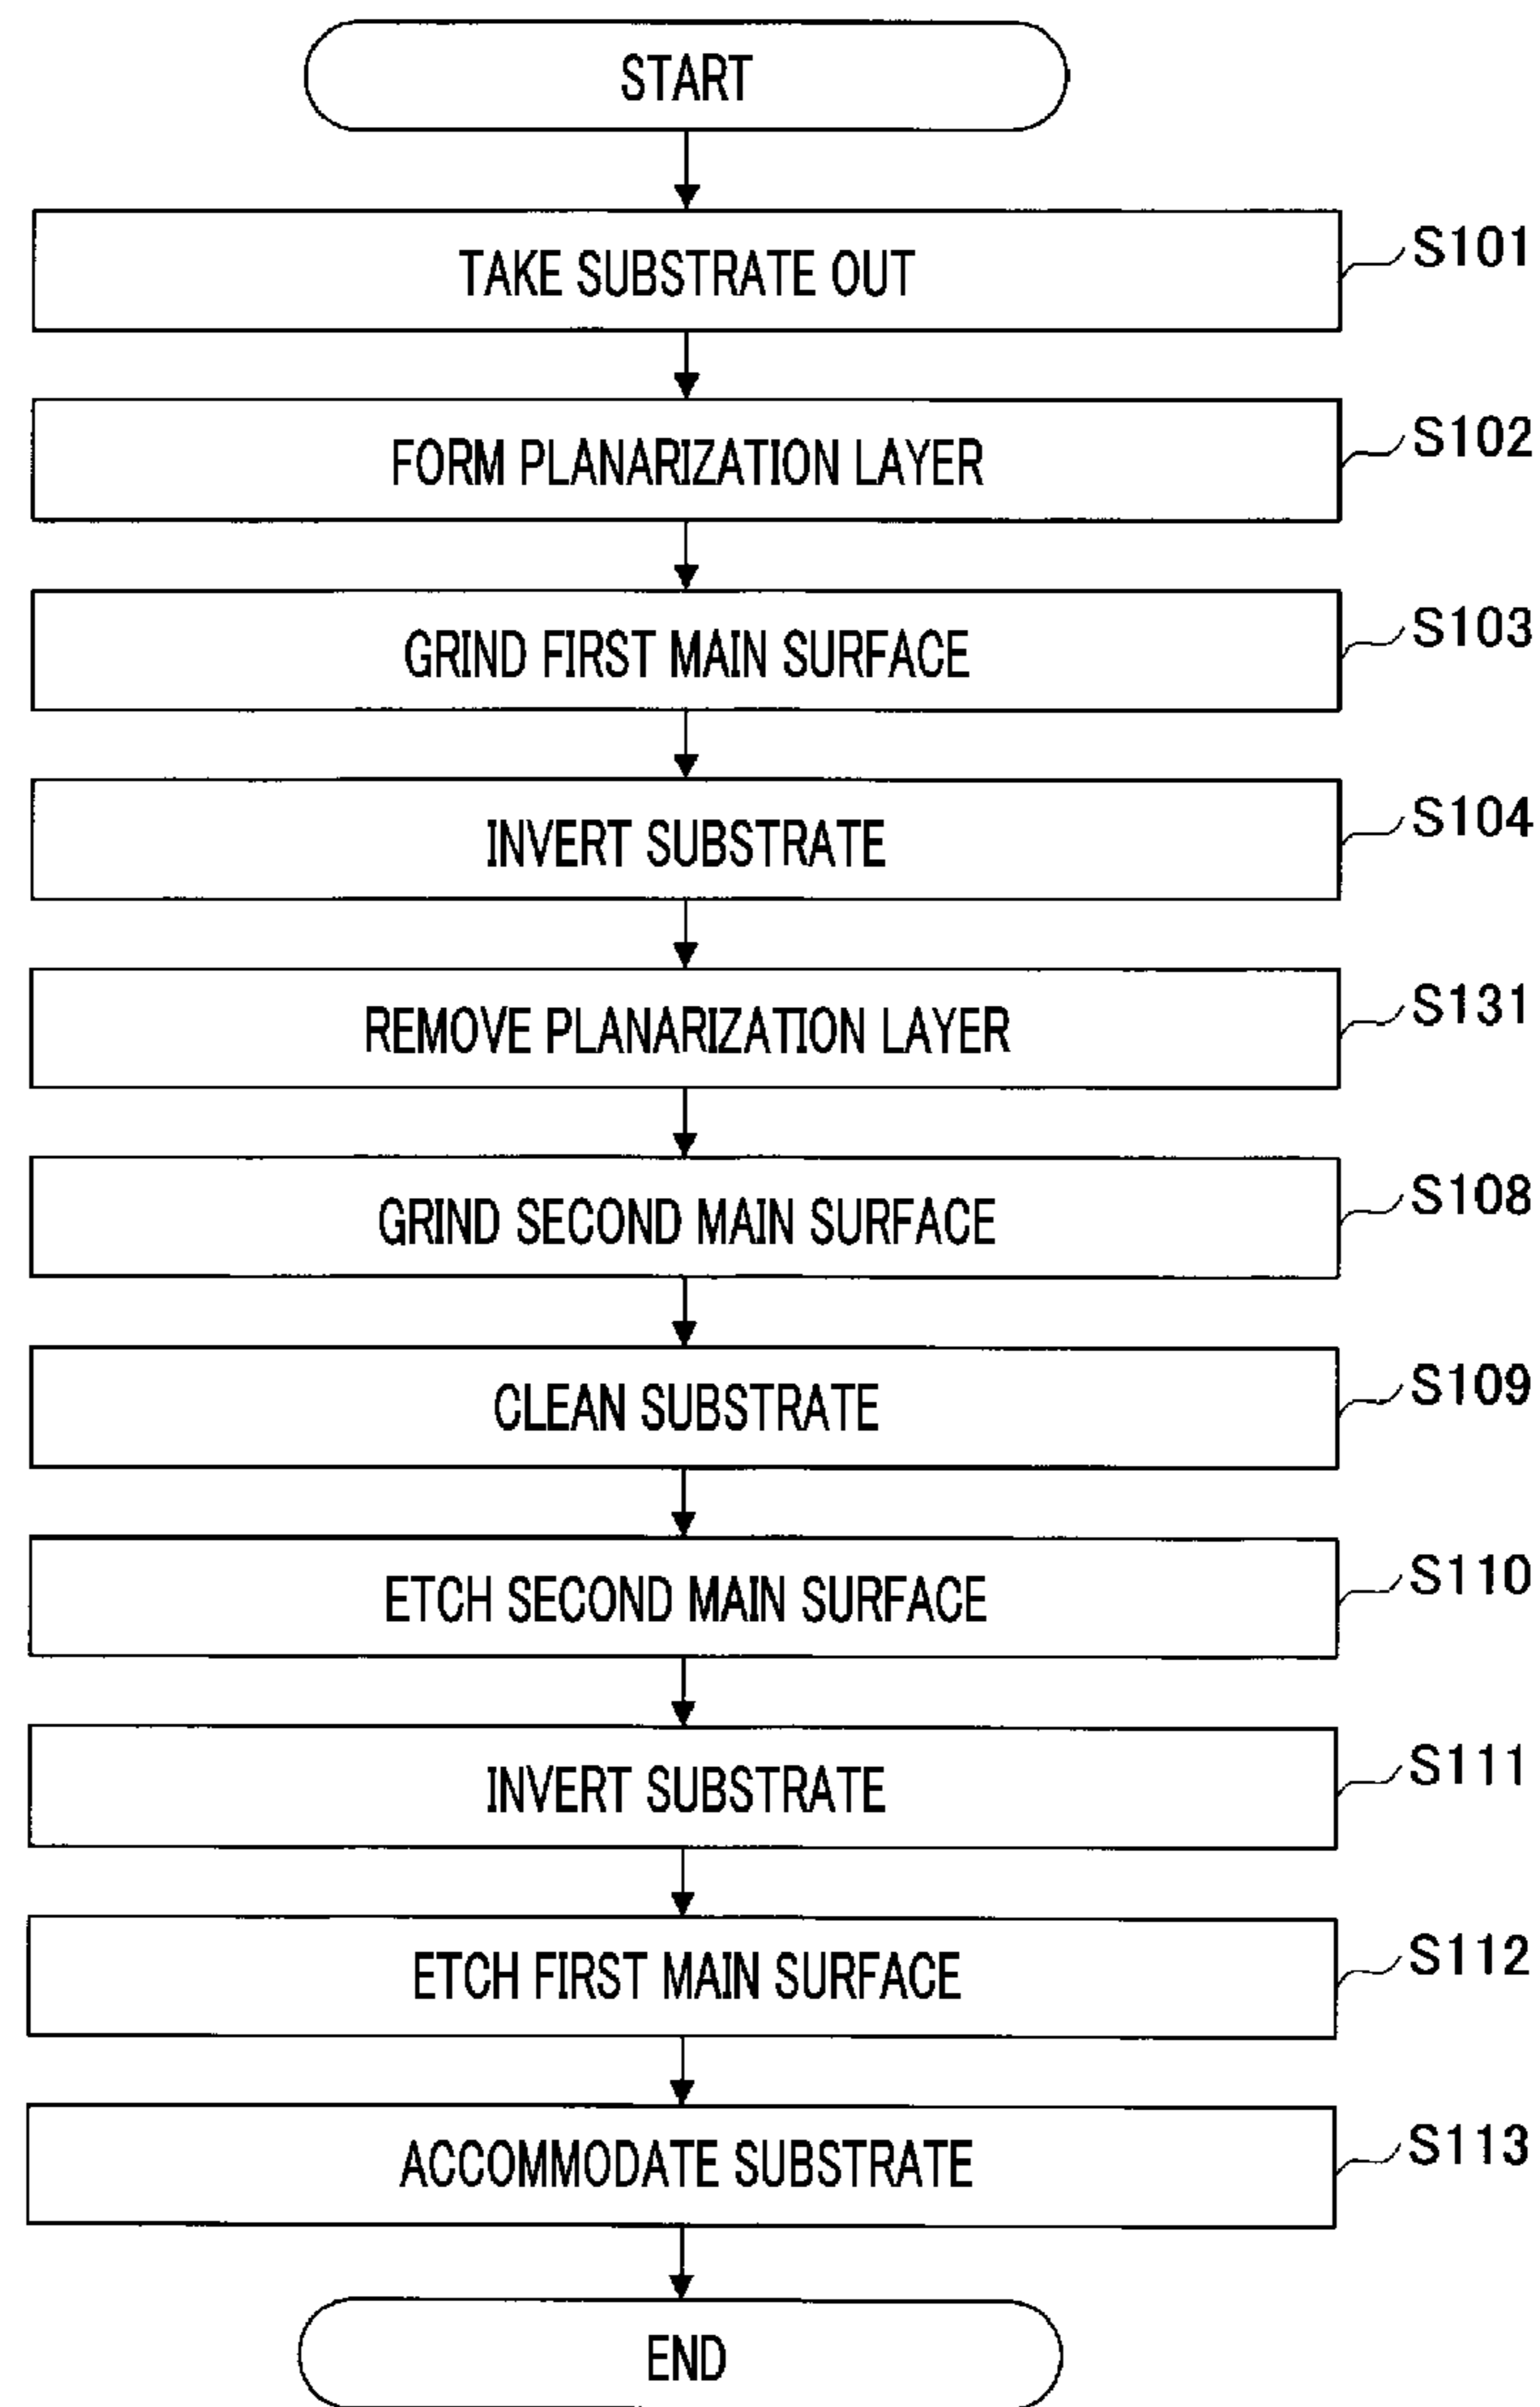 START
TAKE SUBSTRATE OUT
S101
FORM PLANARIZATION LAYER
S102
GRIND FIRST MAIN SURFACE
S103
INVERT SUBSTRATE
S104
REMOVE PLANARIZATION LAYER
S131
GRIND SECOND MAIN SURFACE
S108
CLEAN SUBSTRATE
S109
ETCH SECOND MAIN SURFACE
S110
INVERT SUBSTRATE
S111
ETCH FIRST MAIN SURFACE
S112
ACCOMMODATE SUBSTRATE
S113
END